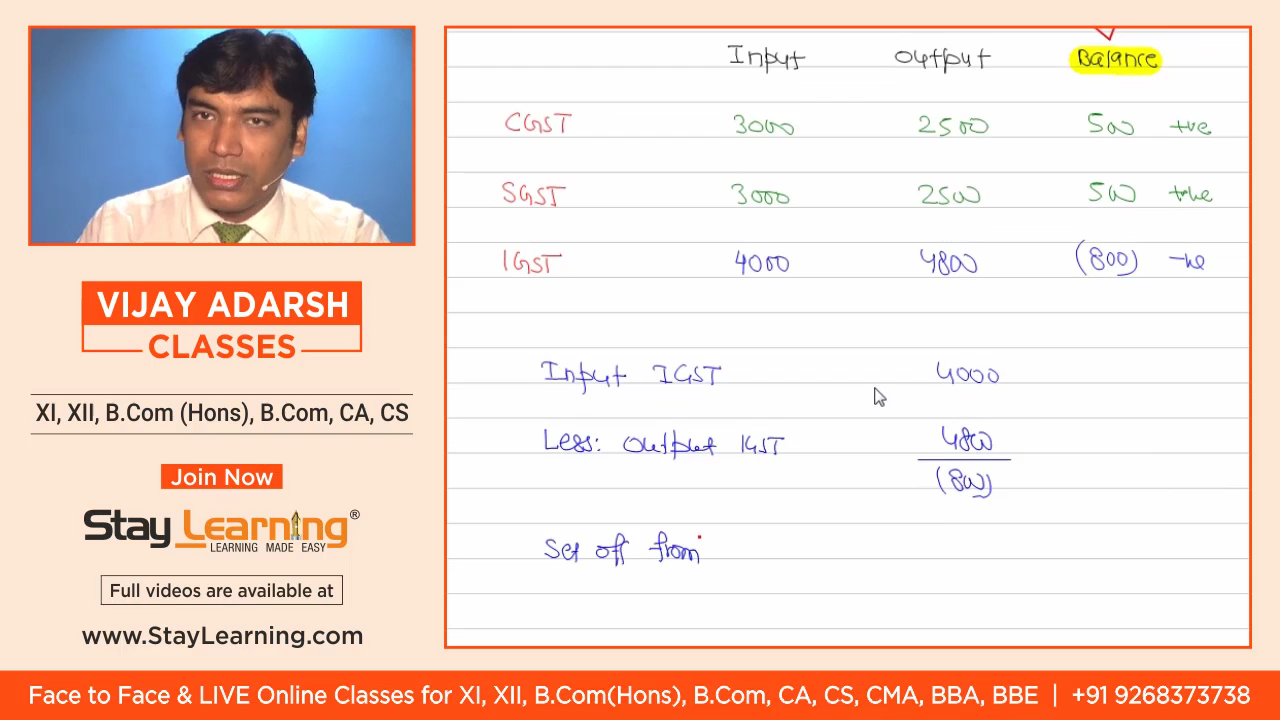 Input Output Balance
CGST 3000 2500 500 +ve
SGST 3000 2500 500 +ve
IGST 4000 4800 (800) -ve
Input IGST 4000
Less: Output IGST 4800
(800)
Set off from
VIJAY ADARSH
CLASSES
XI, XII, B.Com (Hons), B.Com, CA, CS
Join Now
Stay Learning®
LEARNING MADE EASY
Full videos are available at
www.StayLearning.com
Face to Face & LIVE Online Classes for XI, XII, B.Com(Hons), B.Com, CA, CS, CMA, BBA, BBE | +91 9268373738